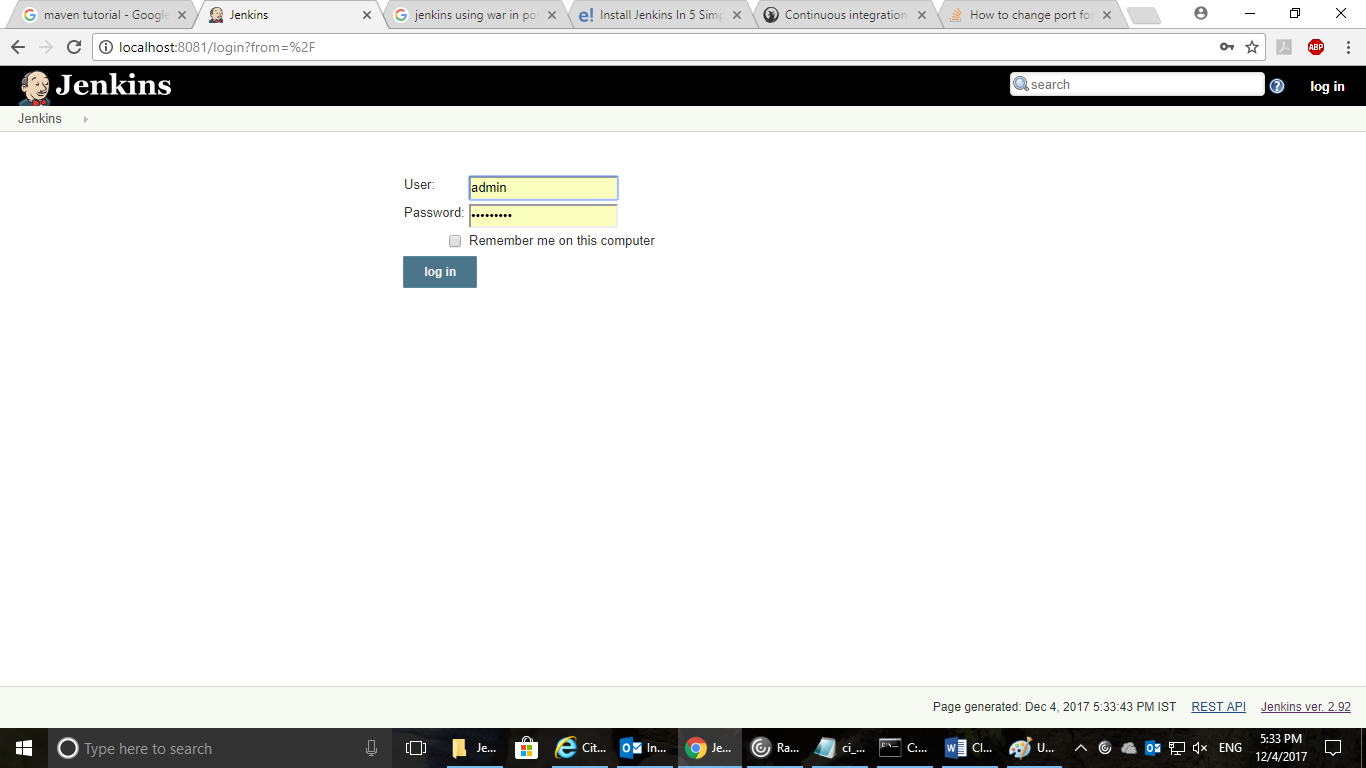 maven tutorial - Google
Jenkins
jenkins using war in po
Install Jenkins In 5 Simp
Continuous integration
How to change port fo
localhost:8081/login?from=%2F
ABP
Jenkins
search
log in
Jenkins
User:
admin
Password:
•••••••••
Remember me on this computer
log in
Page generated: Dec 4, 2017 5:33:43 PM IST REST API Jenkins ver. 2.92
Type here to search
Je...
Cit...
In...
Je...
Ra...
ci_...
C:...
Cl...
U...
ENG
5:33 PM
12/4/2017